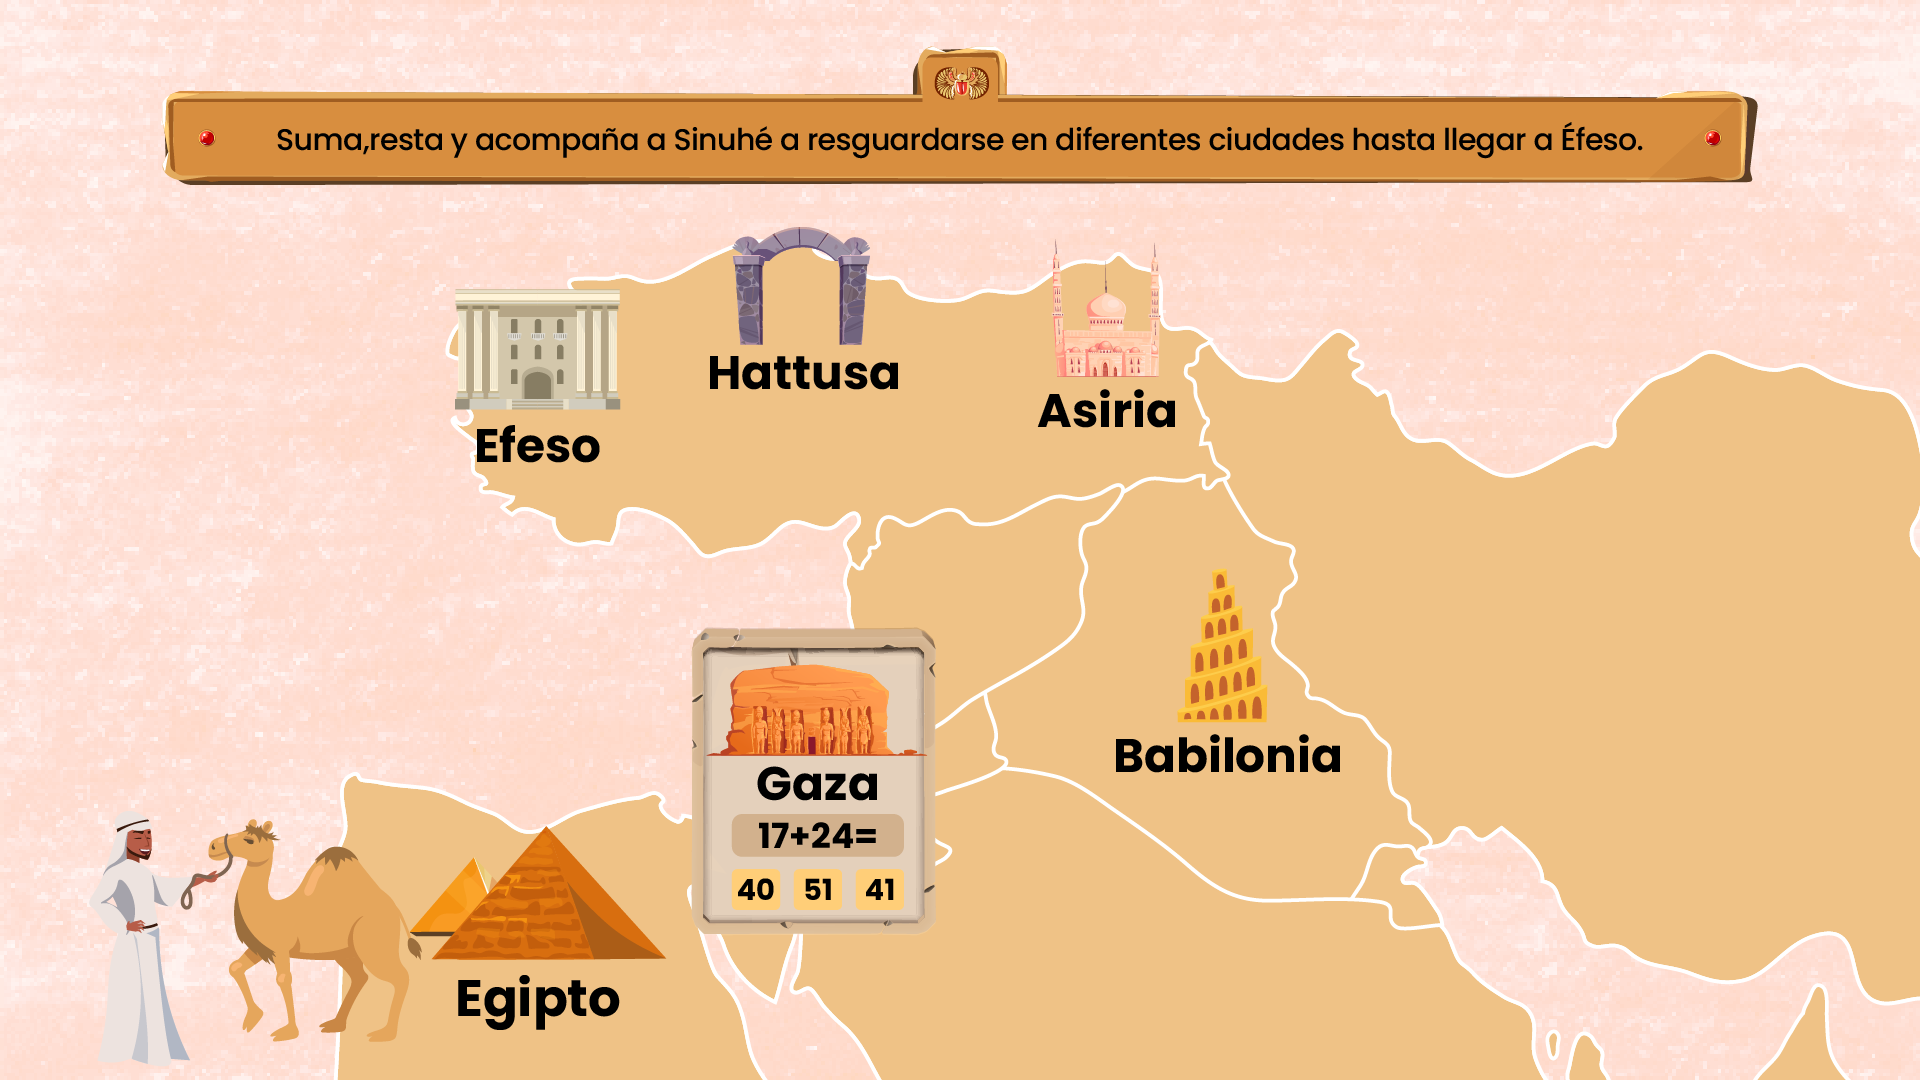 Suma,resta y acompaña a Sinuhé a resguardarse en diferentes ciudades hasta llegar a Éfeso.
Hattusa
Asiria
Efeso
Babilonia
Gaza
17+24=
40 51 41
Egipto